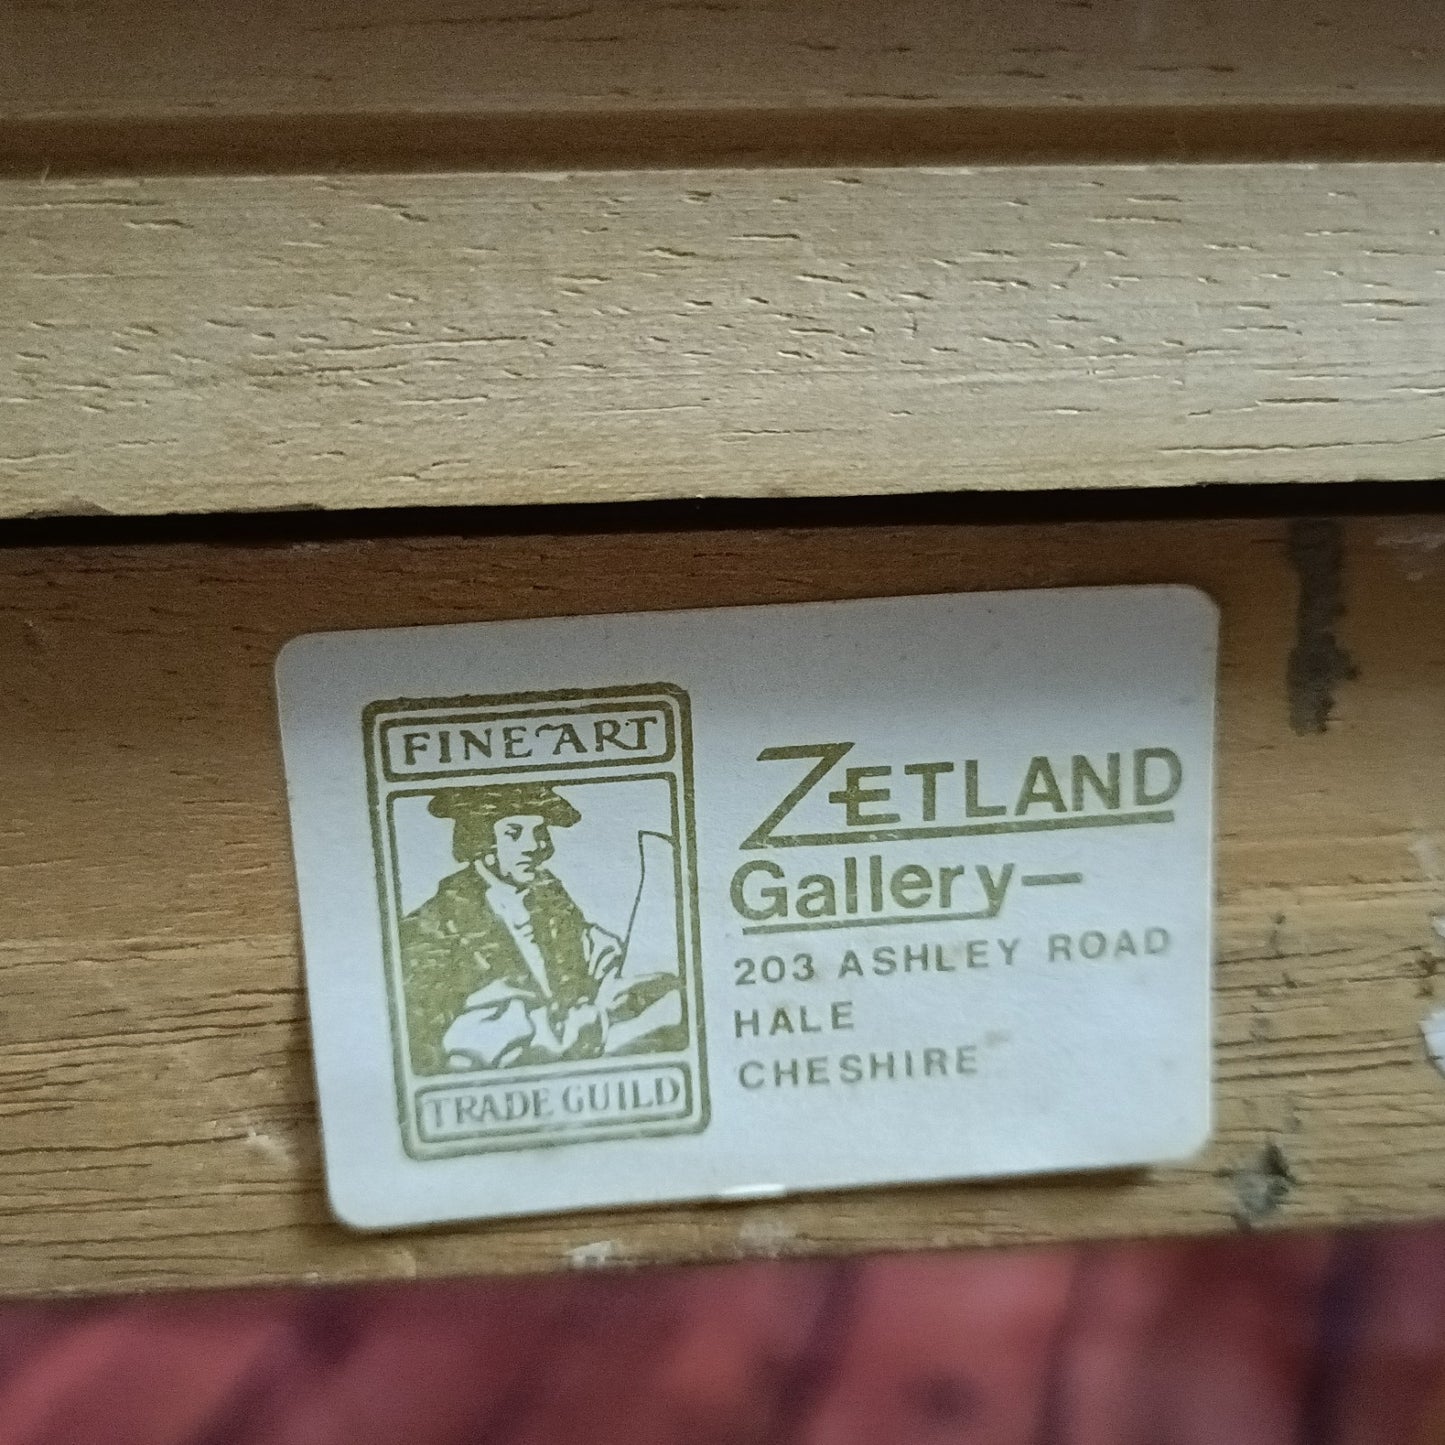 FINE ART
TRADE GUILD
ZETLAND
Gallery—
203 ASHLEY ROAD
HALE
CHESHIRE